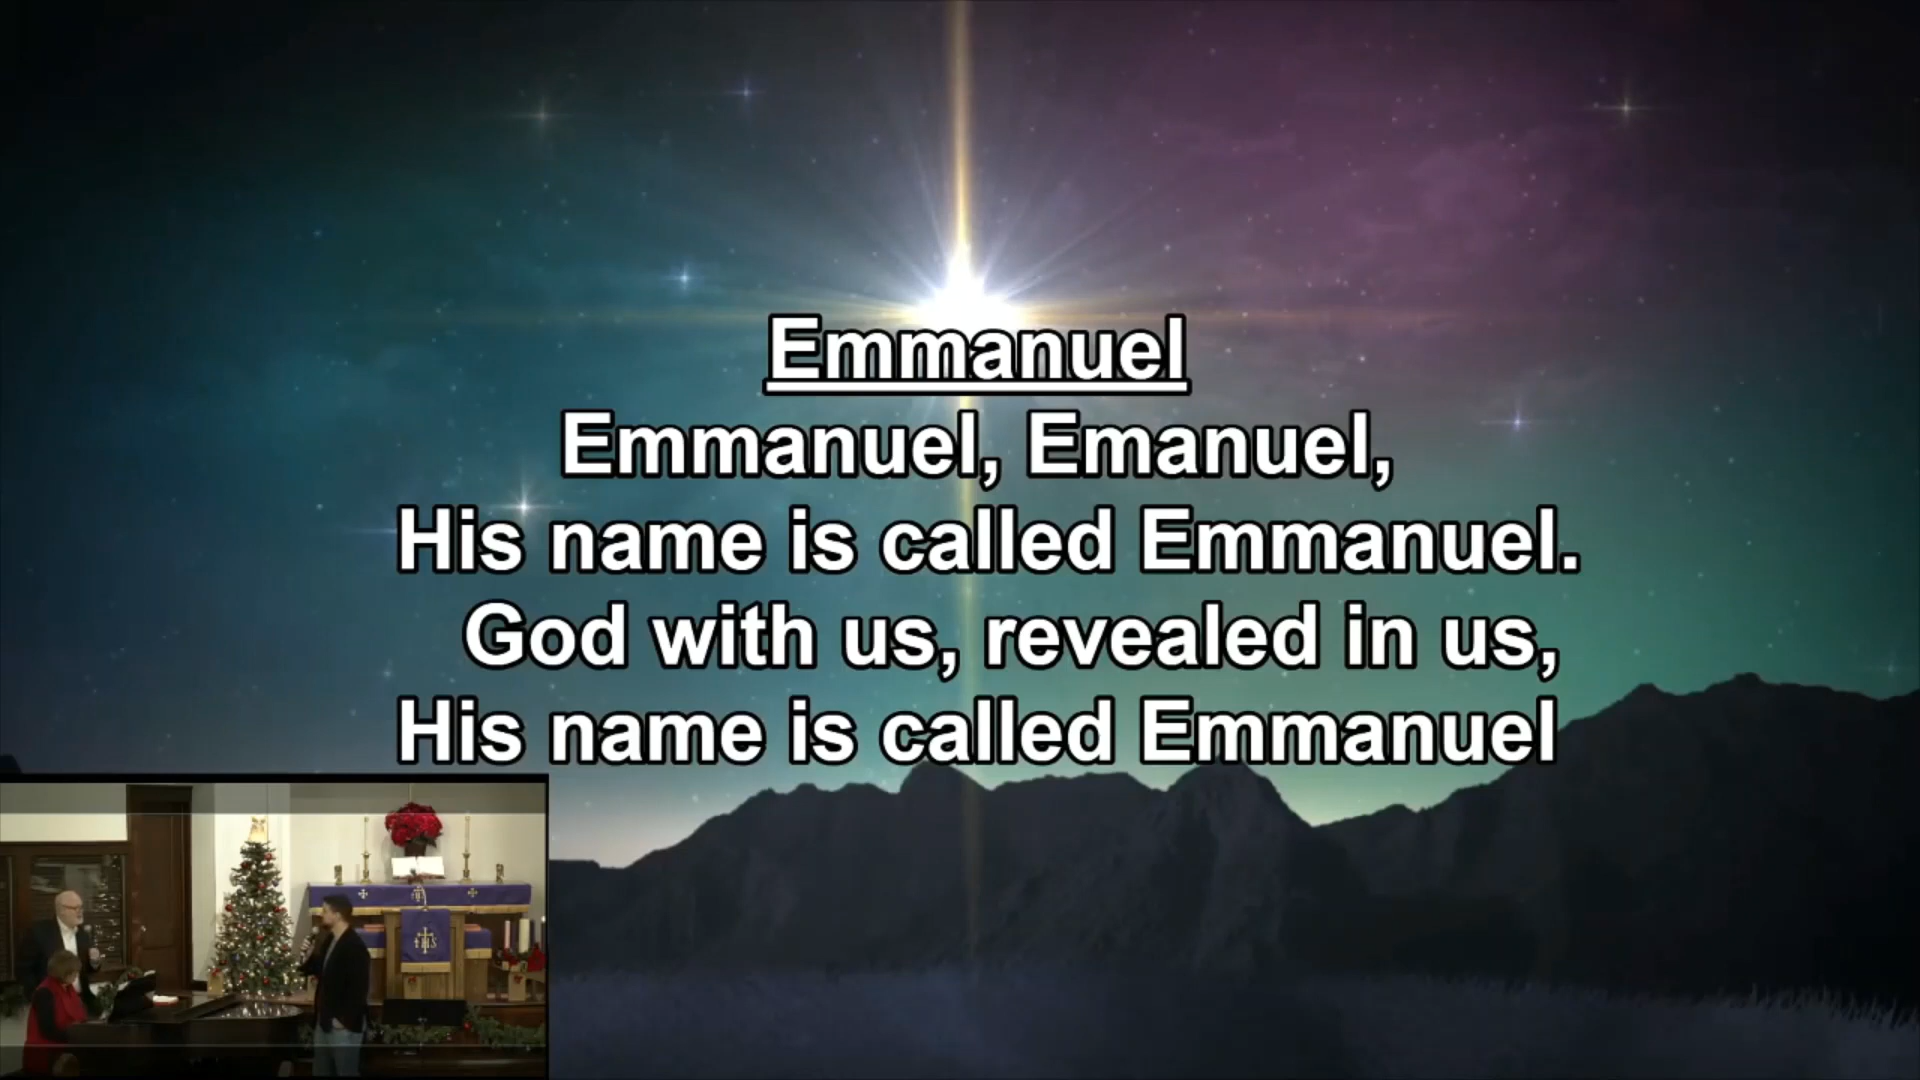 Emmanuel
Emmanuel, Emanuel,
His name is called Emmanuel.
God with us, revealed in us,
His name is called Emmanuel
IHS